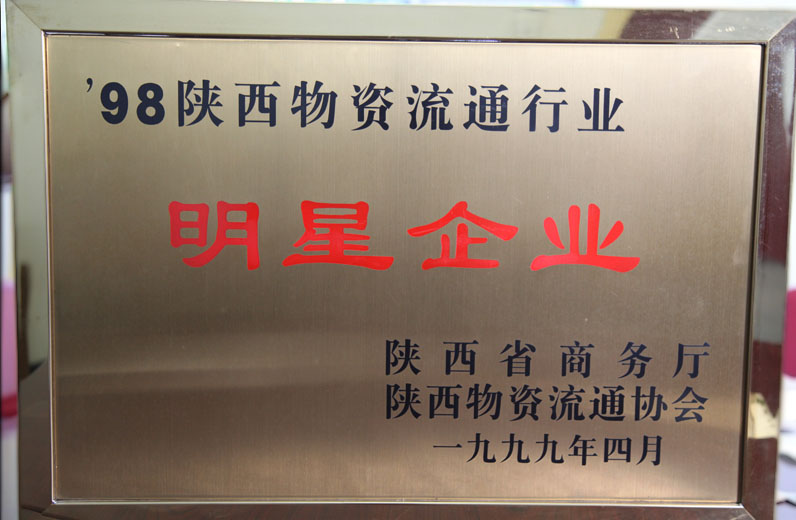 '98陕西物资流通行业
明星企业
陕西省商务厅
陕西物资流通协会
一九九九年四月